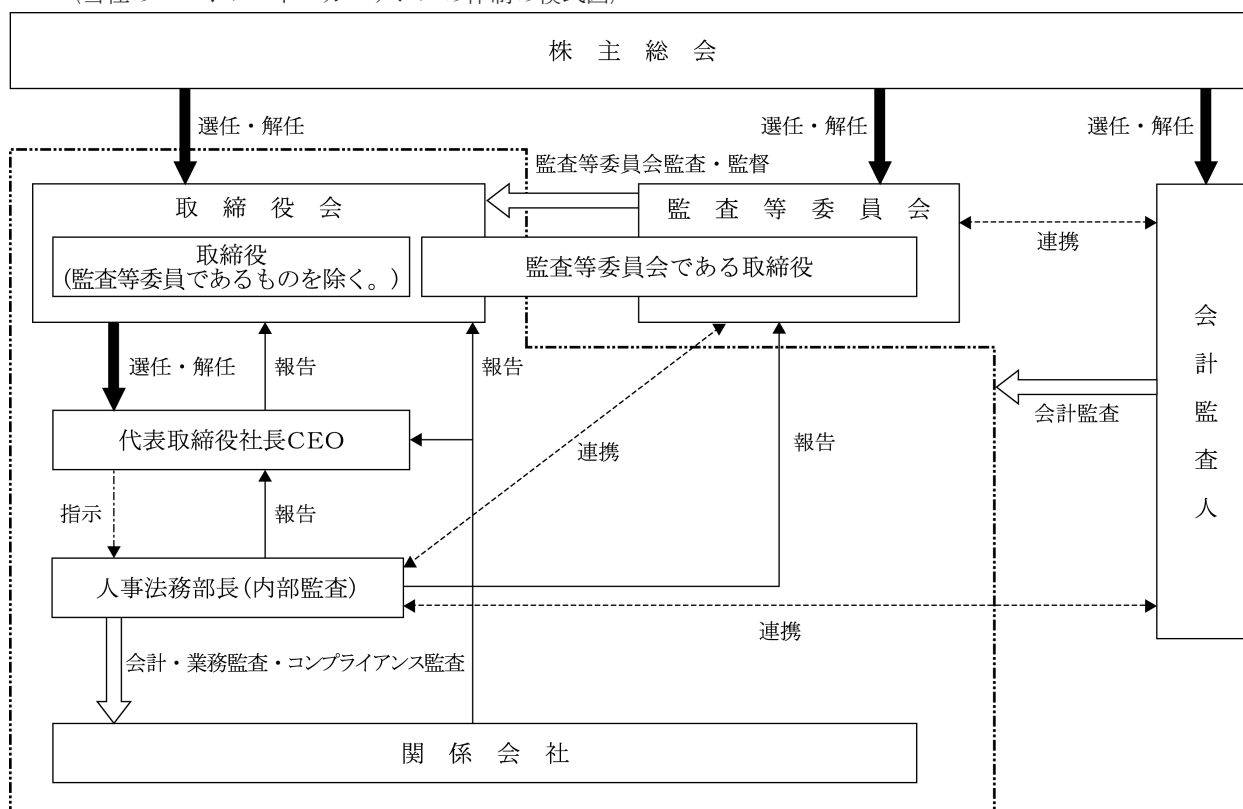 株主総会
選任・解任
選任・解任
選任・解任
監査等委員会監査・監督
取締役会
監査等委員会
取締役
(監査等委員であるものを除く。)
監査等委員会である取締役
連携
会計監査人
選任・解任
報告
報告
会計監査
代表取締役社長CEO
連携
報告
指示
報告
人事法務部長(内部監査)
連携
会計・業務監査・コンプライアンス監査
関係会社